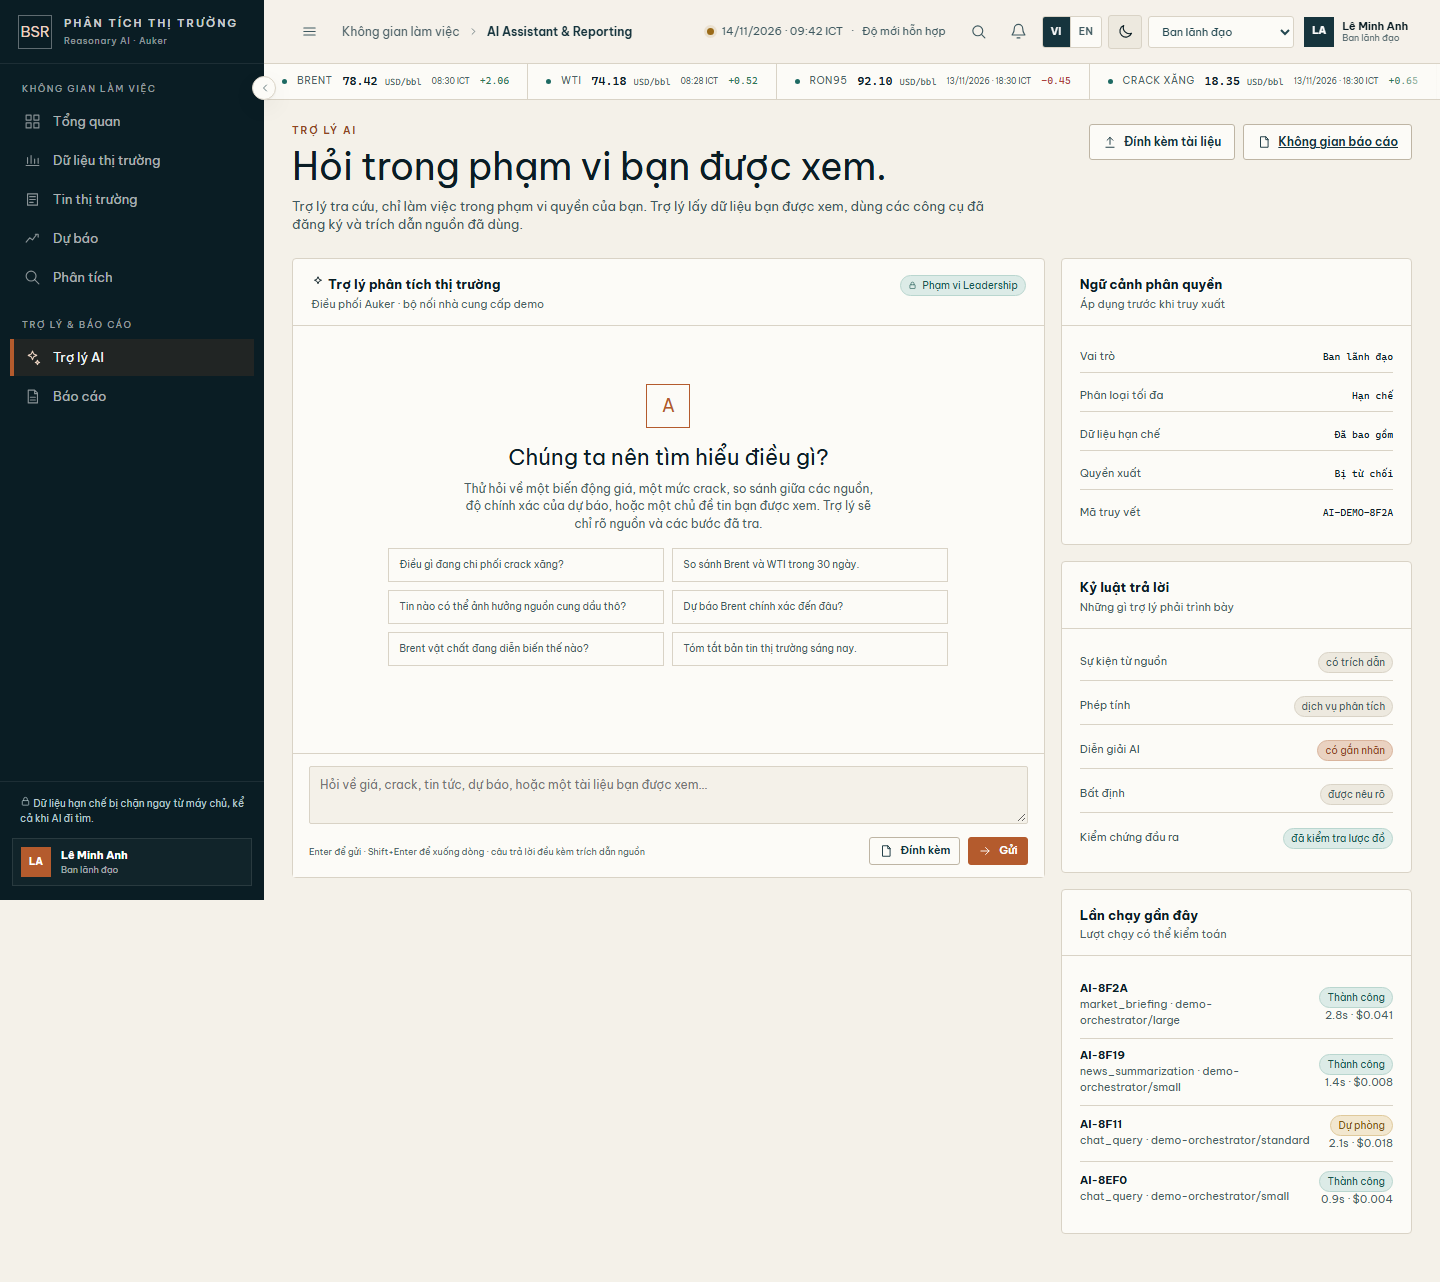 BSR
PHÂN TÍCH THỊ TRƯỜNG
Reasonary AI · Auker
KHÔNG GIAN LÀM VIỆC
Tổng quan
Dữ liệu thị trường
Tin thị trường
Dự báo
Phân tích
TRỢ LÝ & BÁO CÁO
Trợ lý AI
Báo cáo
Dữ liệu hạn chế bị chặn ngay từ máy chủ, kể
cả khi AI đi tìm.
LA
Lê Minh Anh
Ban lãnh đạo
Không gian làm việc
AI Assistant & Reporting
14/11/2026 · 09:42 ICT · Độ mới hỗn hợp
VI EN
Ban lãnh đạo
LA
Lê Minh Anh
Ban lãnh đạo
BRENT 78.42 USD/bbl 08:30 ICT +2.06
WTI 74.18 USD/bbl 08:28 ICT +0.52
RON95 92.10 USD/bbl 13/11/2026 · 18:30 ICT −0.45
CRACK XĂNG 18.35 USD/bbl 13/11/2026 · 18:30 ICT +0.65
TRỢ LÝ AI
Hỏi trong phạm vi bạn được xem.
Trợ lý tra cứu, chỉ làm việc trong phạm vi quyền của bạn. Trợ lý lấy dữ liệu bạn được xem, dùng các công cụ đã
đăng ký và trích dẫn nguồn đã dùng.
Đính kèm tài liệu
Không gian báo cáo
Trợ lý phân tích thị trường
Điều phối Auker · bộ nối nhà cung cấp demo
Phạm vi Leadership
A
Chúng ta nên tìm hiểu điều gì?
Thử hỏi về một biến động giá, một mức crack, so sánh giữa các nguồn,
độ chính xác của dự báo, hoặc một chủ đề tin bạn được xem. Trợ lý sẽ
chỉ rõ nguồn và các bước đã tra.
Điều gì đang chi phối crack xăng?
So sánh Brent và WTI trong 30 ngày.
Tin nào có thể ảnh hưởng nguồn cung dầu thô?
Dự báo Brent chính xác đến đâu?
Brent vật chất đang diễn biến thế nào?
Tóm tắt bản tin thị trường sáng nay.
Hỏi về giá, crack, tin tức, dự báo, hoặc một tài liệu bạn được xem…
Enter để gửi · Shift+Enter để xuống dòng · câu trả lời đều kèm trích dẫn nguồn
Đính kèm
Gửi
Ngữ cảnh phân quyền
Áp dụng trước khi truy xuất
Vai trò Ban lãnh đạo
Phân loại tối đa Hạn chế
Dữ liệu hạn chế Đã bao gồm
Quyền xuất Bị từ chối
Mã truy vết AI-DEMO-8F2A
Kỷ luật trả lời
Những gì trợ lý phải trình bày
Sự kiện từ nguồn có trích dẫn
Phép tính dịch vụ phân tích
Diễn giải AI có gắn nhãn
Bất định được nêu rõ
Kiểm chứng đầu ra đã kiểm tra lược đồ
Lần chạy gần đây
Lượt chạy có thể kiểm toán
AI-8F2A
market_briefing · demo-
orchestrator/large
Thành công
2.8s · $0.041
AI-8F19
news_summarization · demo-
orchestrator/small
Thành công
1.4s · $0.008
AI-8F11
chat_query · demo-orchestrator/standard
Dự phòng
2.1s · $0.018
AI-8EF0
chat_query · demo-orchestrator/small
Thành công
0.9s · $0.004